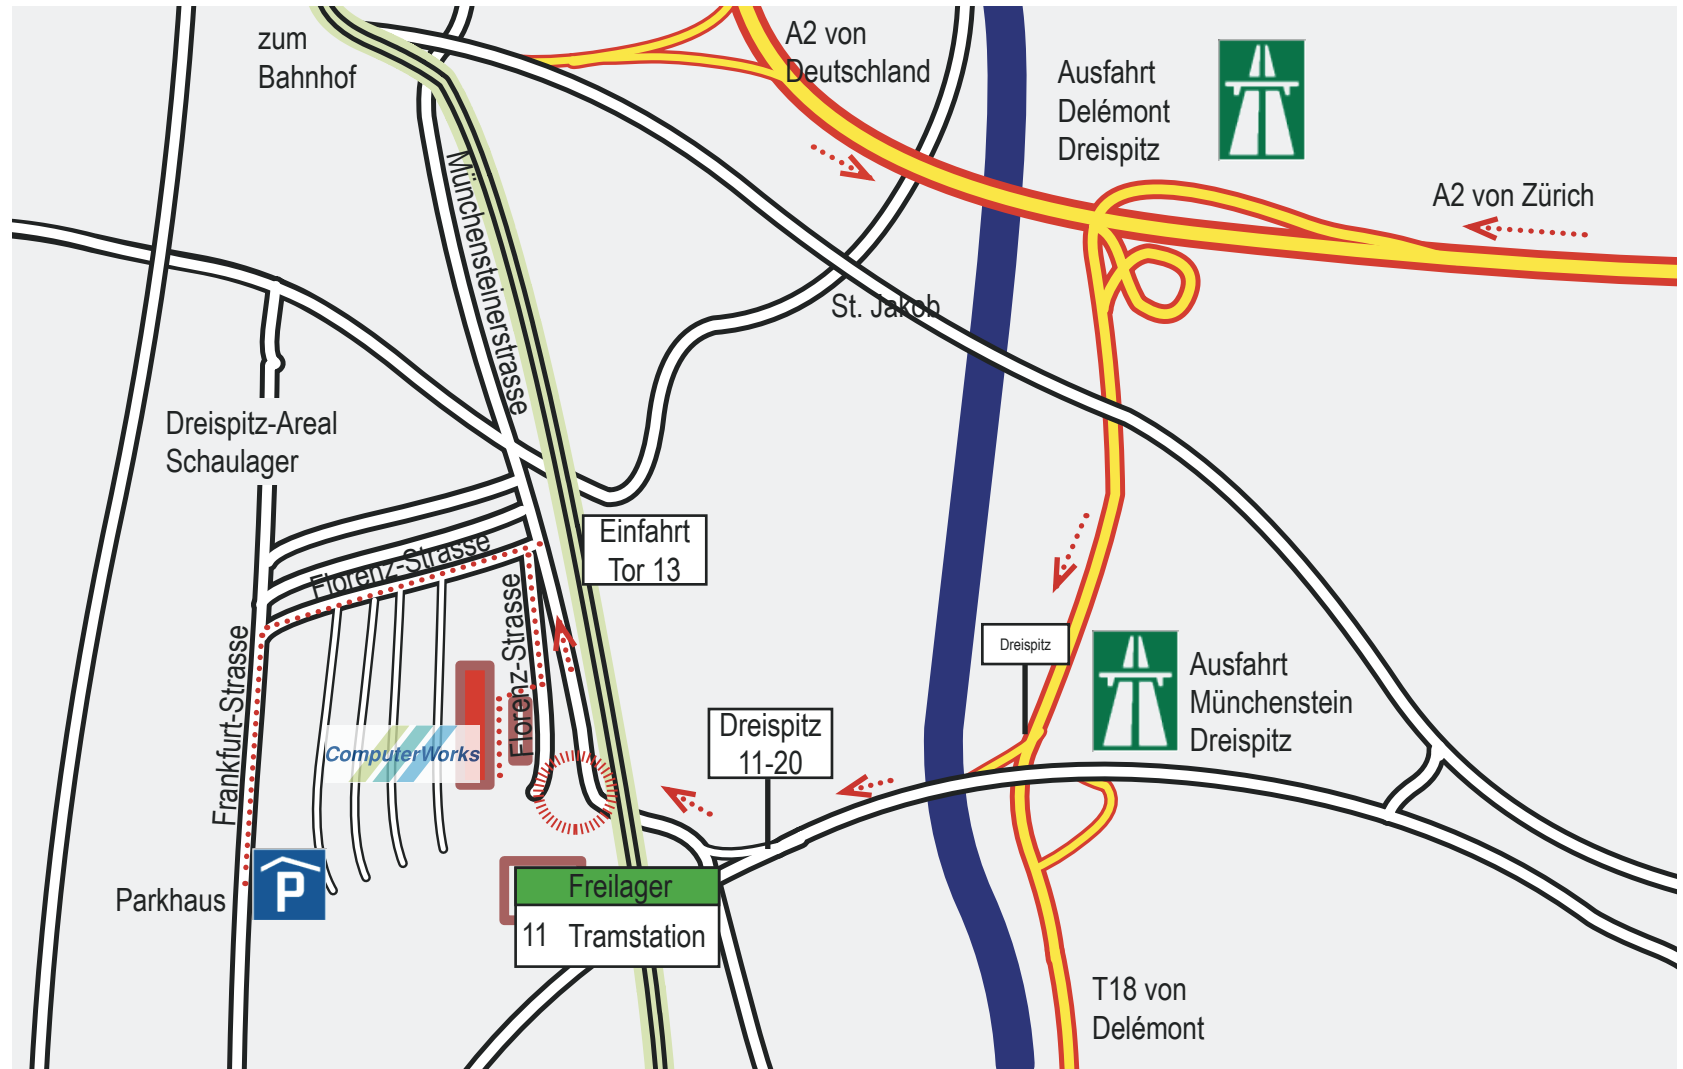 zum
Bahnhof
A2 von
Deutschland
Ausfahrt
Delémont
Dreispitz
A2 von Zürich
Münchensteinerstrasse
St. Jakob
Dreispitz-Areal
Schaulager
Einfahrt
Tor 13
Florenz-Strasse
Florenz-Strasse
Frankfurt-Strasse
ComputerWorks
Dreispitz
Ausfahrt
Münchenstein
Dreispitz
Dreispitz
11-20
Parkhaus
P
Freilager
11 Tramstation
T18 von
Delémont